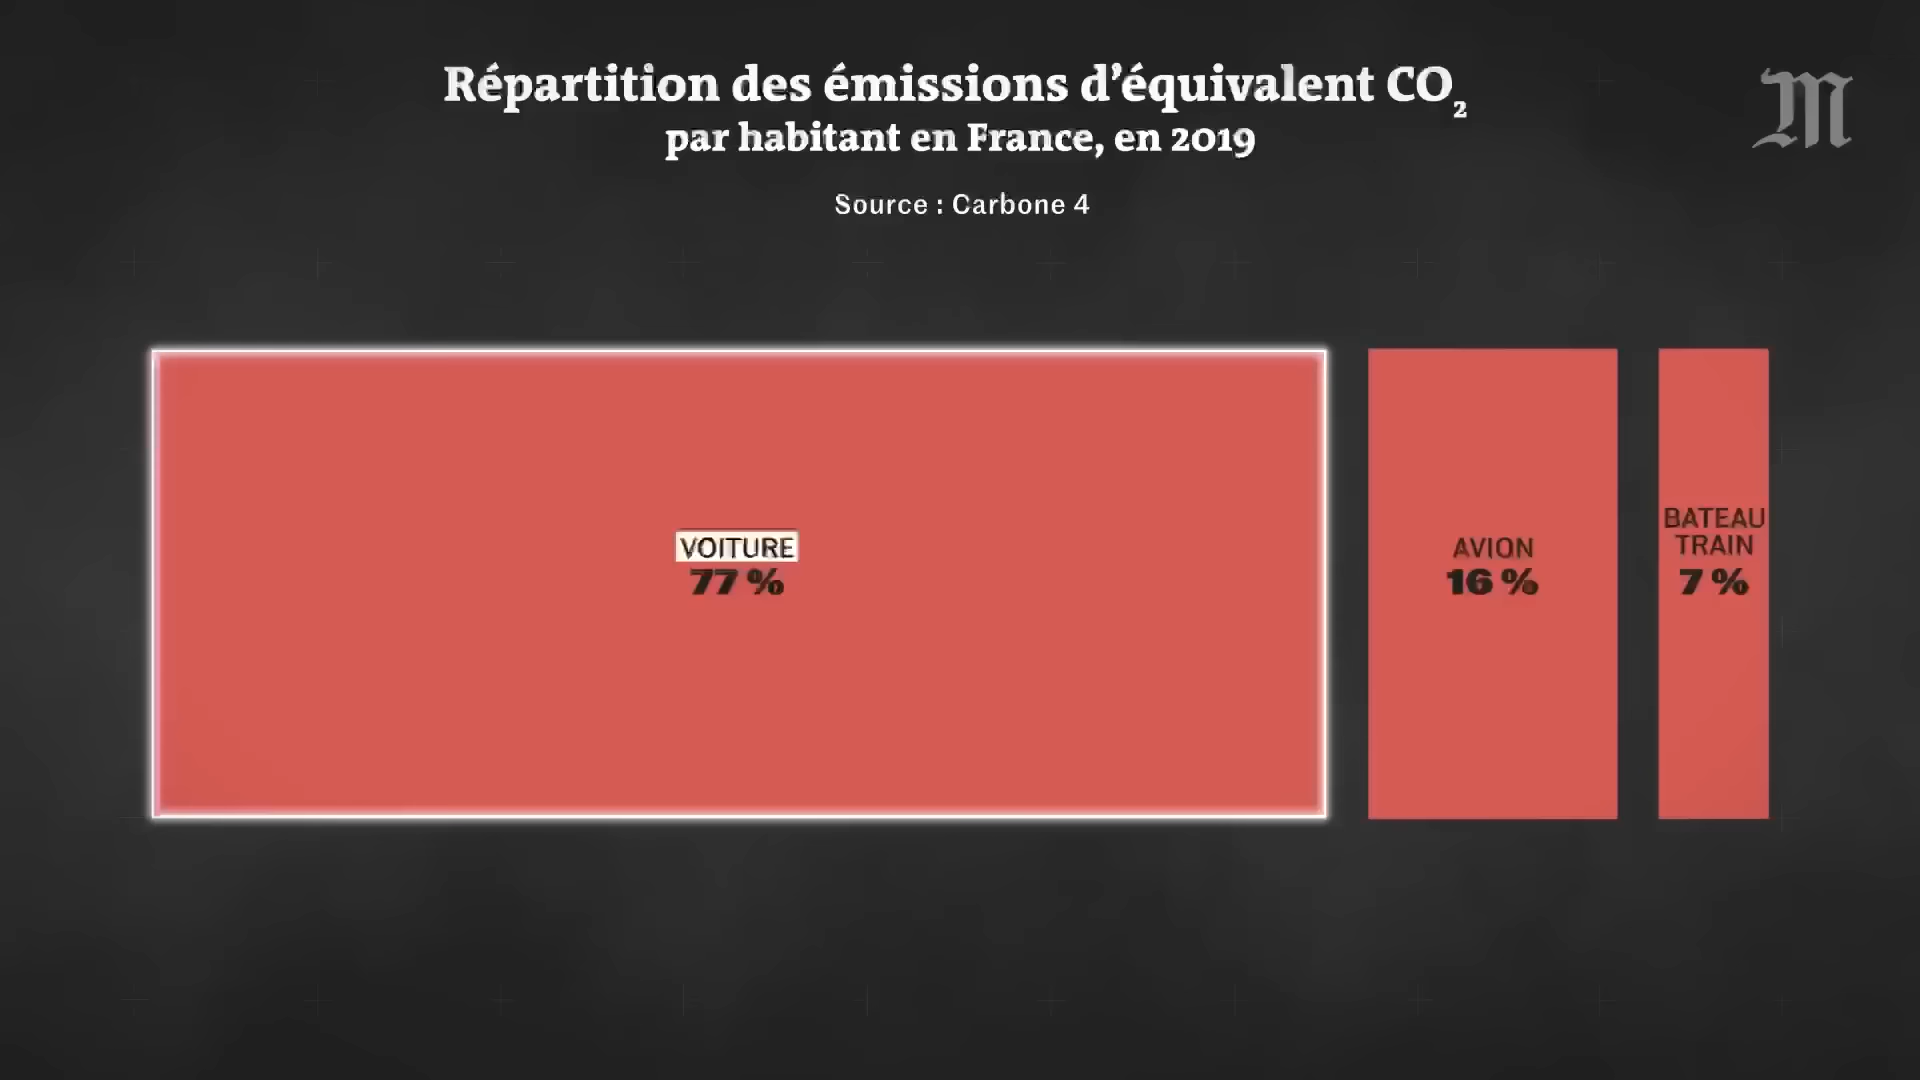 Répartition des émissions d’équivalent CO₂
par habitant en France, en 2019
Source : Carbone 4
M
VOITURE
77 %
AVION
16 %
BATEAU
TRAIN
7 %